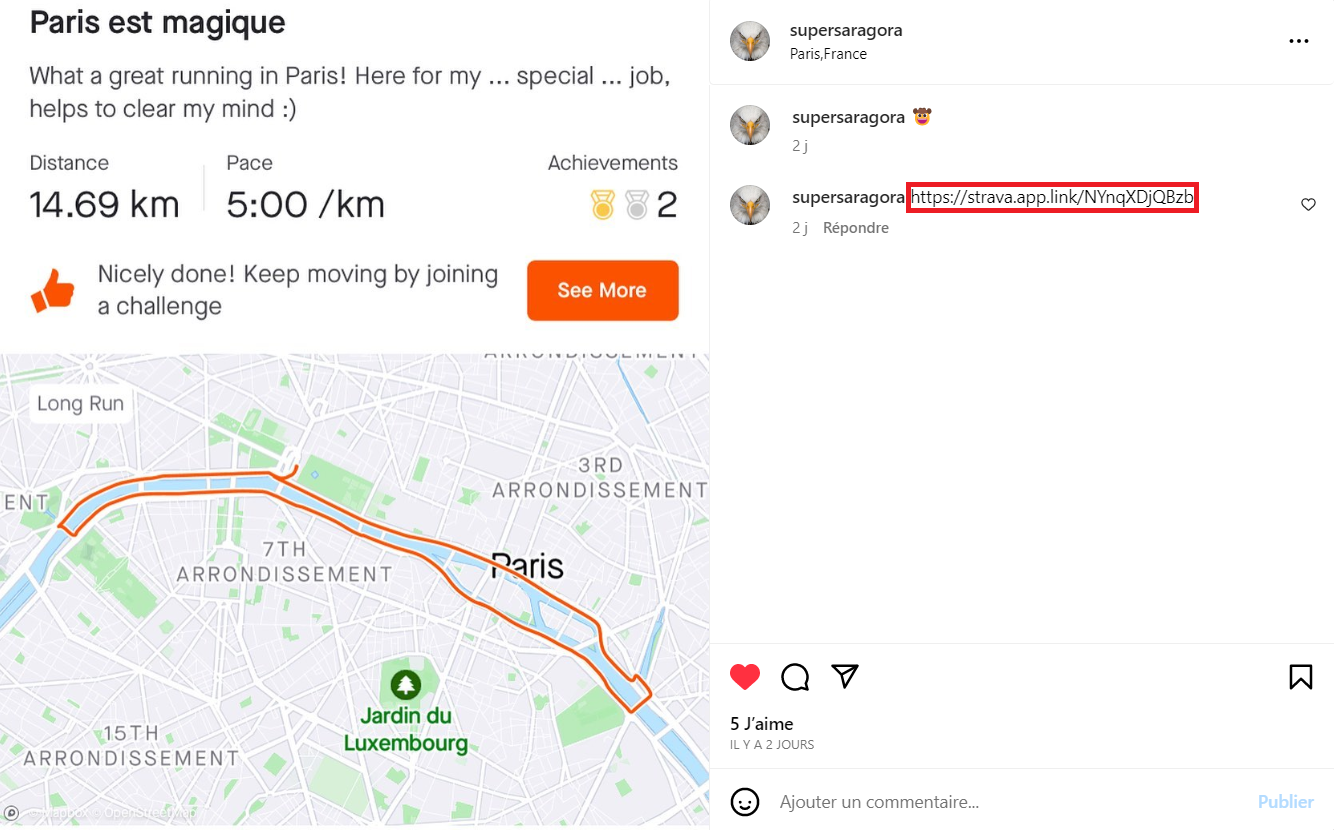 Paris est magique
What a great running in Paris! Here for my ... special ... job,
helps to clear my mind :)
Distance
Pace
Achievements
14.69 km
5:00 /km
2
Nicely done! Keep moving by joining
a challenge
See More
ARRONDISSEMENT
Long Run
3RD
ARRONDISSEMENT
ENT
7TH
ARRONDISSEMENT
Paris
Jardin du
Luxembourg
15TH
ARRONDISSEMENT
© Mapbox © OpenStreetMap
supersaragora
Paris,France
supersaragora 🤠
2 j
supersaragora https://strava.app.link/NYnqXDjQBzb
2 j Répondre
5 J’aime
IL Y A 2 JOURS
Ajouter un commentaire...
Publier